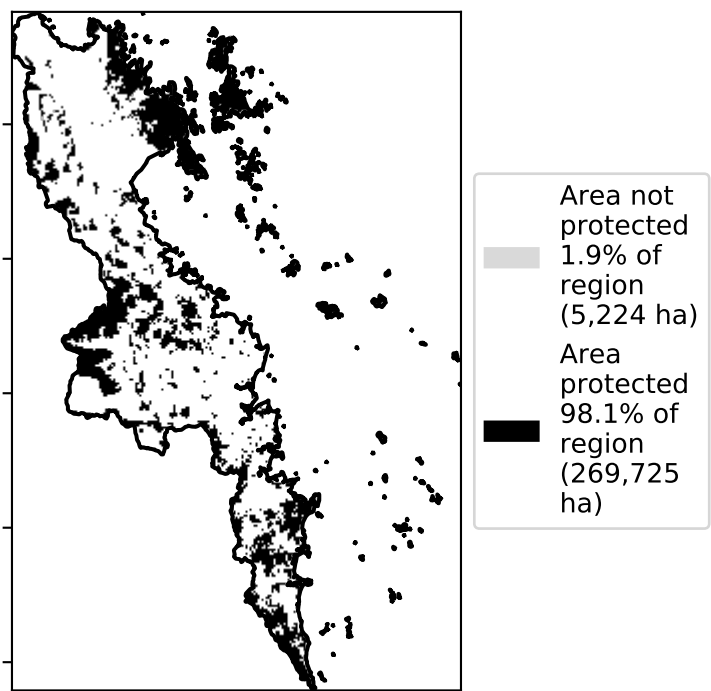 Area not
protected
1.9% of
region
(5,224 ha)
Area
protected
98.1% of
region
(269,725
ha)